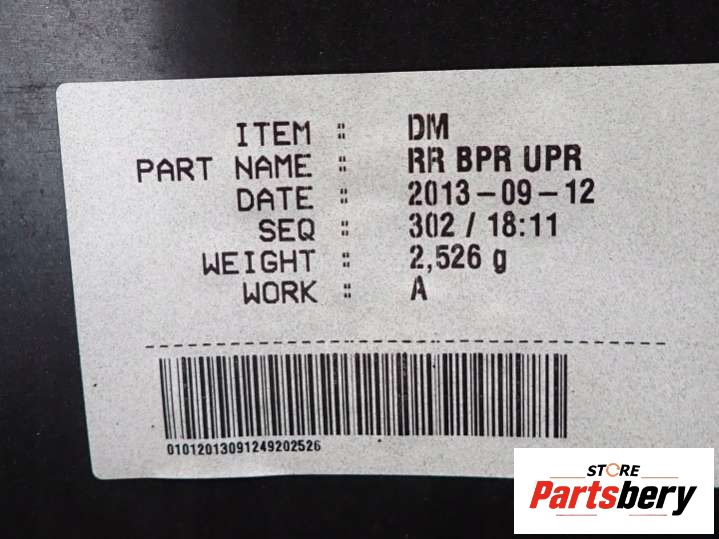 ITEM : DM
PART NAME : RR BPR UPR
DATE : 2013-09-12
SEQ : 302 / 18:11
WEIGHT : 2,526 g
WORK : A
01012013091249202526
STORE
Partsbery